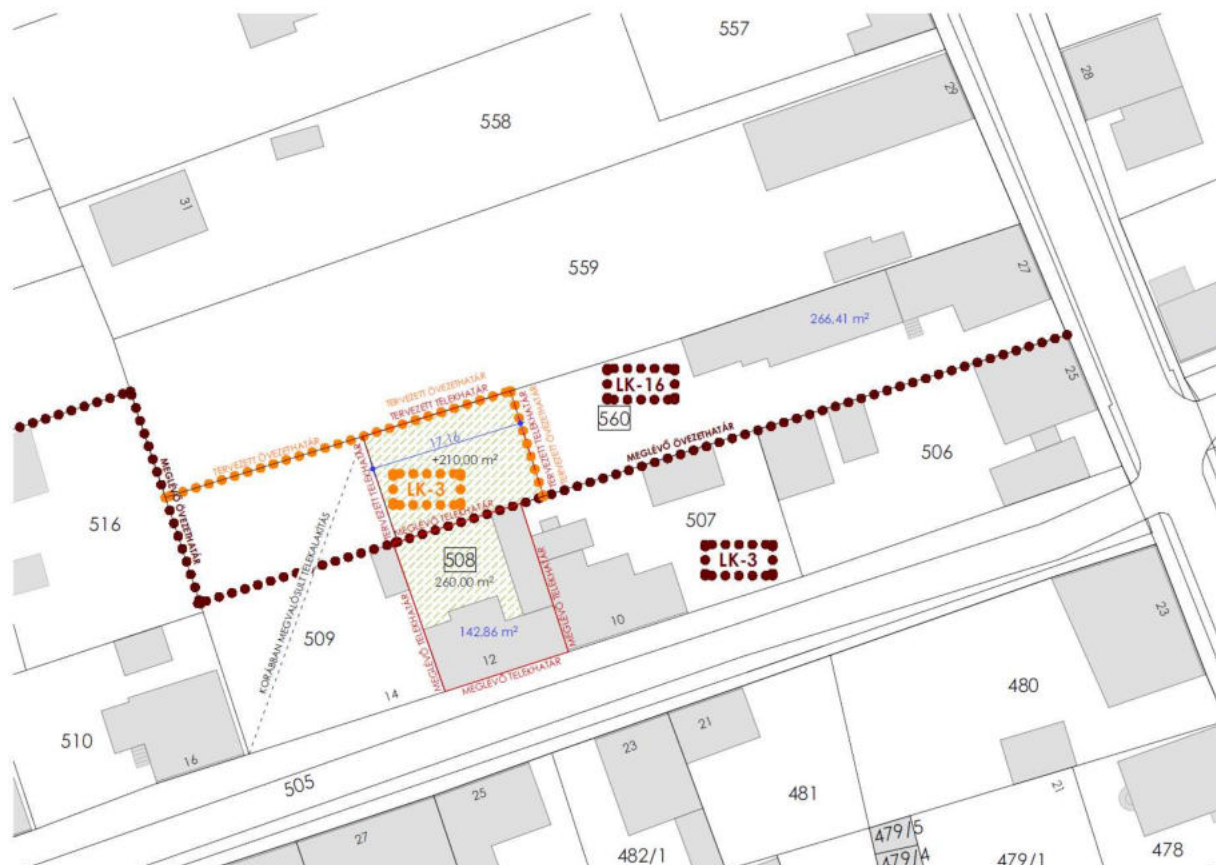 557
28
29
558
31
559
27
266,41 m²
25
TERVEZETT ÖVEZETHATÁR
TERVEZETT TELEKHATÁR
TERVEZETT TELEKHATÁR
TERVEZETT ÖVEZETHATÁR
LK-16
560
TERVEZETT ÖVEZETHATÁR
17,16
+210,00 m²
TERVEZETT TELEKHATÁR
LK-3
MEGLÉVŐ ÖVEZETHATÁR
MEGLÉVŐ ÖVEZETHATÁR
506
516
MEGLÉVŐ TELEKHATÁR
507
KORÁBBAN MEGVALÓSULT TELEKALAKÍTÁS
508
260,00 m²
LK-3
MEGLÉVŐ TELEKHATÁR
MEGLÉVŐ TELEKHATÁR
23
509
142,86 m²
10
12
MEGLÉVŐ TELEKHATÁR
14
480
510
16
505
23
21
25
481
21
27
479/5
479/4
482/1
479/1
478